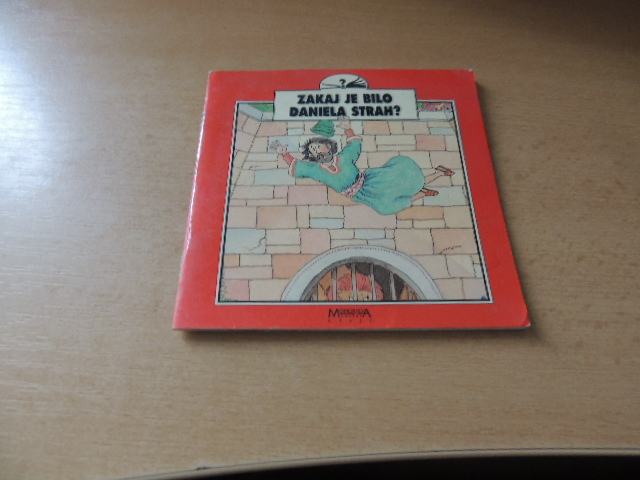 ?
ZAKAJ JE BILO
DANIELA STRAH?